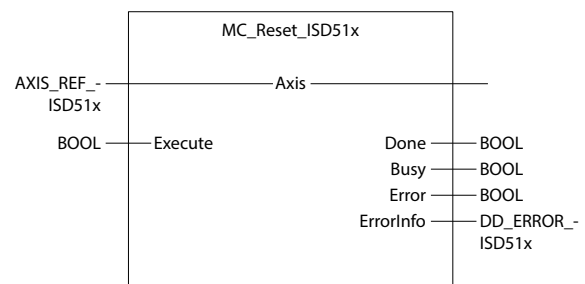 MC_Reset_ISD51x
AXIS_REF_-
ISD51x
Axis
BOOL
Execute
Done
BOOL
Busy
BOOL
Error
BOOL
ErrorInfo
DD_ERROR_-
ISD51x